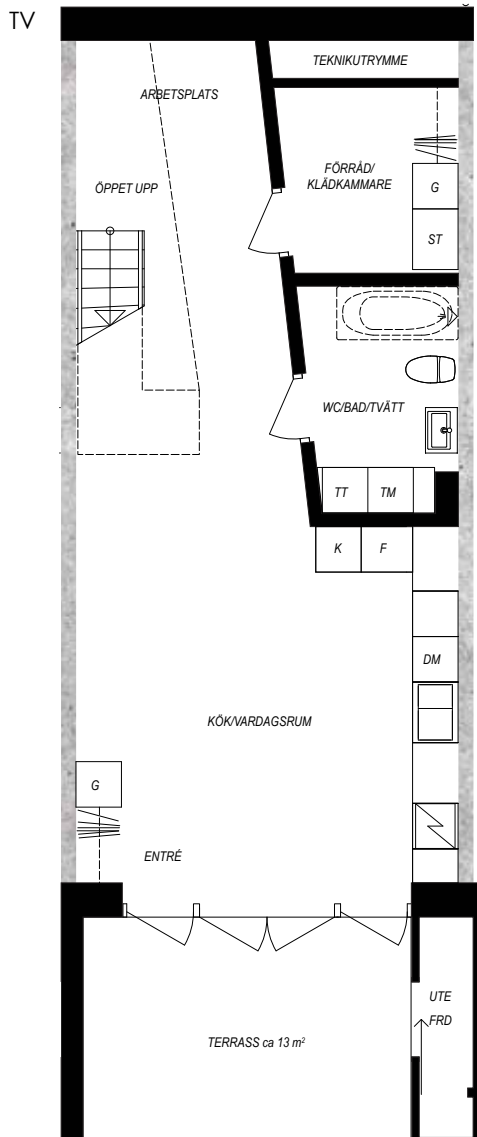 TV
TEKNIKUTRYMME
ARBETSPLATS
FÖRRÅD/
KLÄDKAMMARE
ÖPPET UPP
G
ST
WC/BAD/TVÄTT
TT
TM
K
F
DM
KÖK/VARDAGSRUM
G
ENTRÉ
UTE
FRD
TERRASS ca 13 m²